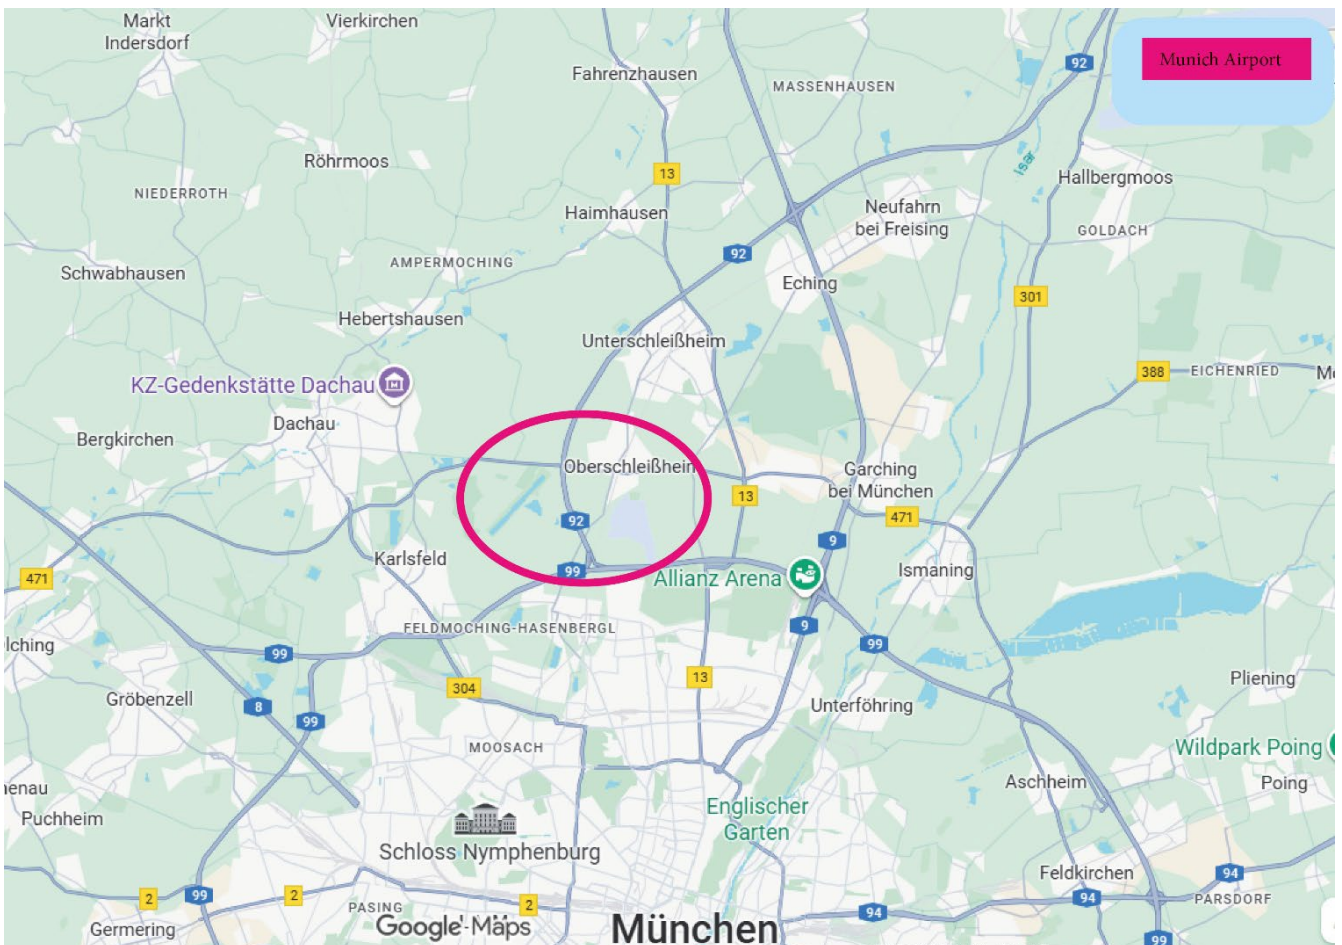 Markt
Indersdorf
Vierkirchen
Fahrenzhausen
MASSENHAUSEN
92
Munich Airport
Röhrmoos
13
Isar
Hallbergmoos
NIEDERROTH
Haimhausen
Neufahrn
bei Freising
GOLDACH
Schwabhausen
AMPERMOCHING
92
Eching
301
Hebertshausen
Unterschleißheim
KZ-Gedenkstätte Dachau
388
EICHENRIED
Dachau
Bergkirchen
Oberschleißheim
Garching
bei München
13
471
92
9
Karlsfeld
99
Allianz Arena
Ismaning
471
FELDMOCHING-HASENBERGL
9
99
lching
99
13
Pliening
304
Gröbenzell
8
99
Unterföhring
MOOSACH
Wildpark Poing
Aschheim
Poing
enau
Puchheim
Englischer
Garten
Schloss Nymphenburg
Feldkirchen
94
2
99
2
PASING
2
94
94
PARSDORF
Germering
Google Maps
München
99